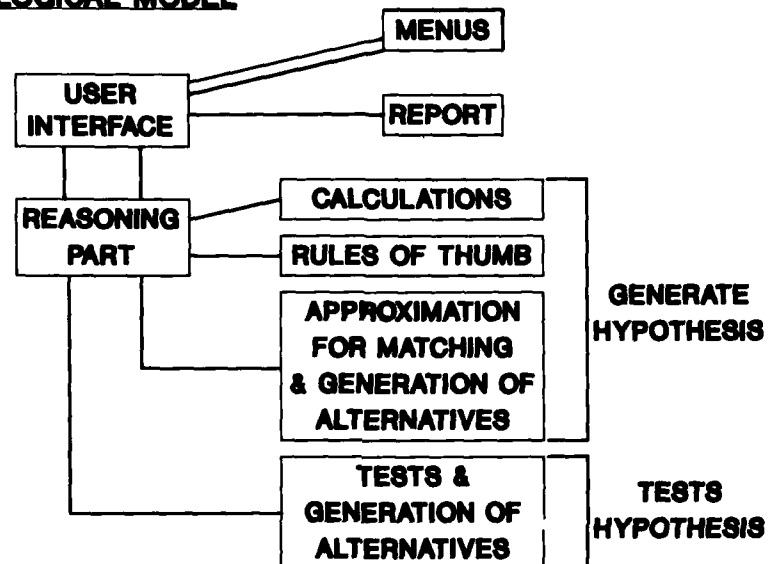 LOGICAL MODEL
MENUS
USER
INTERFACE
REPORT
REASONING
PART
CALCULATIONS
RULES OF THUMB
APPROXIMATION
FOR MATCHING
& GENERATION OF
ALTERNATIVES
GENERATE
HYPOTHESIS
TESTS &
GENERATION OF
ALTERNATIVES
TESTS
HYPOTHESIS